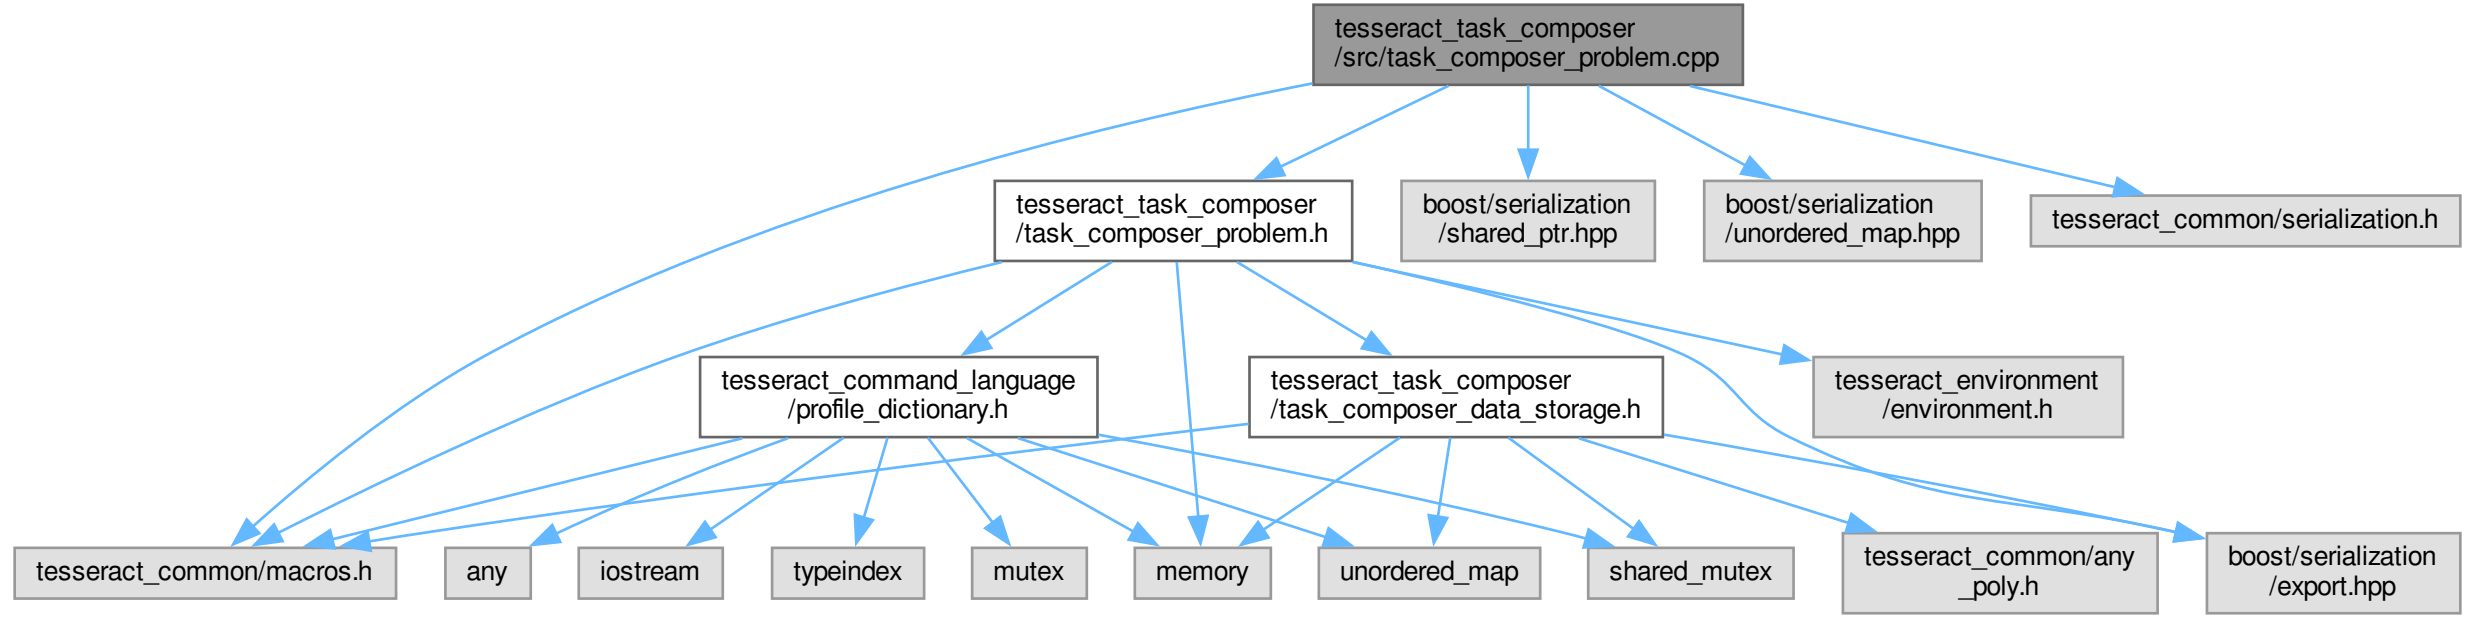 tesseract_task_composer
/src/task_composer_problem.cpp
tesseract_task_composer
/task_composer_problem.h
boost/serialization
/shared_ptr.hpp
boost/serialization
/unordered_map.hpp
tesseract_common/serialization.h
tesseract_command_language
/profile_dictionary.h
tesseract_task_composer
/task_composer_data_storage.h
tesseract_environment
/environment.h
tesseract_common/macros.h
any
iostream
typeindex
mutex
memory
unordered_map
shared_mutex
tesseract_common/any
_poly.h
boost/serialization
/export.hpp